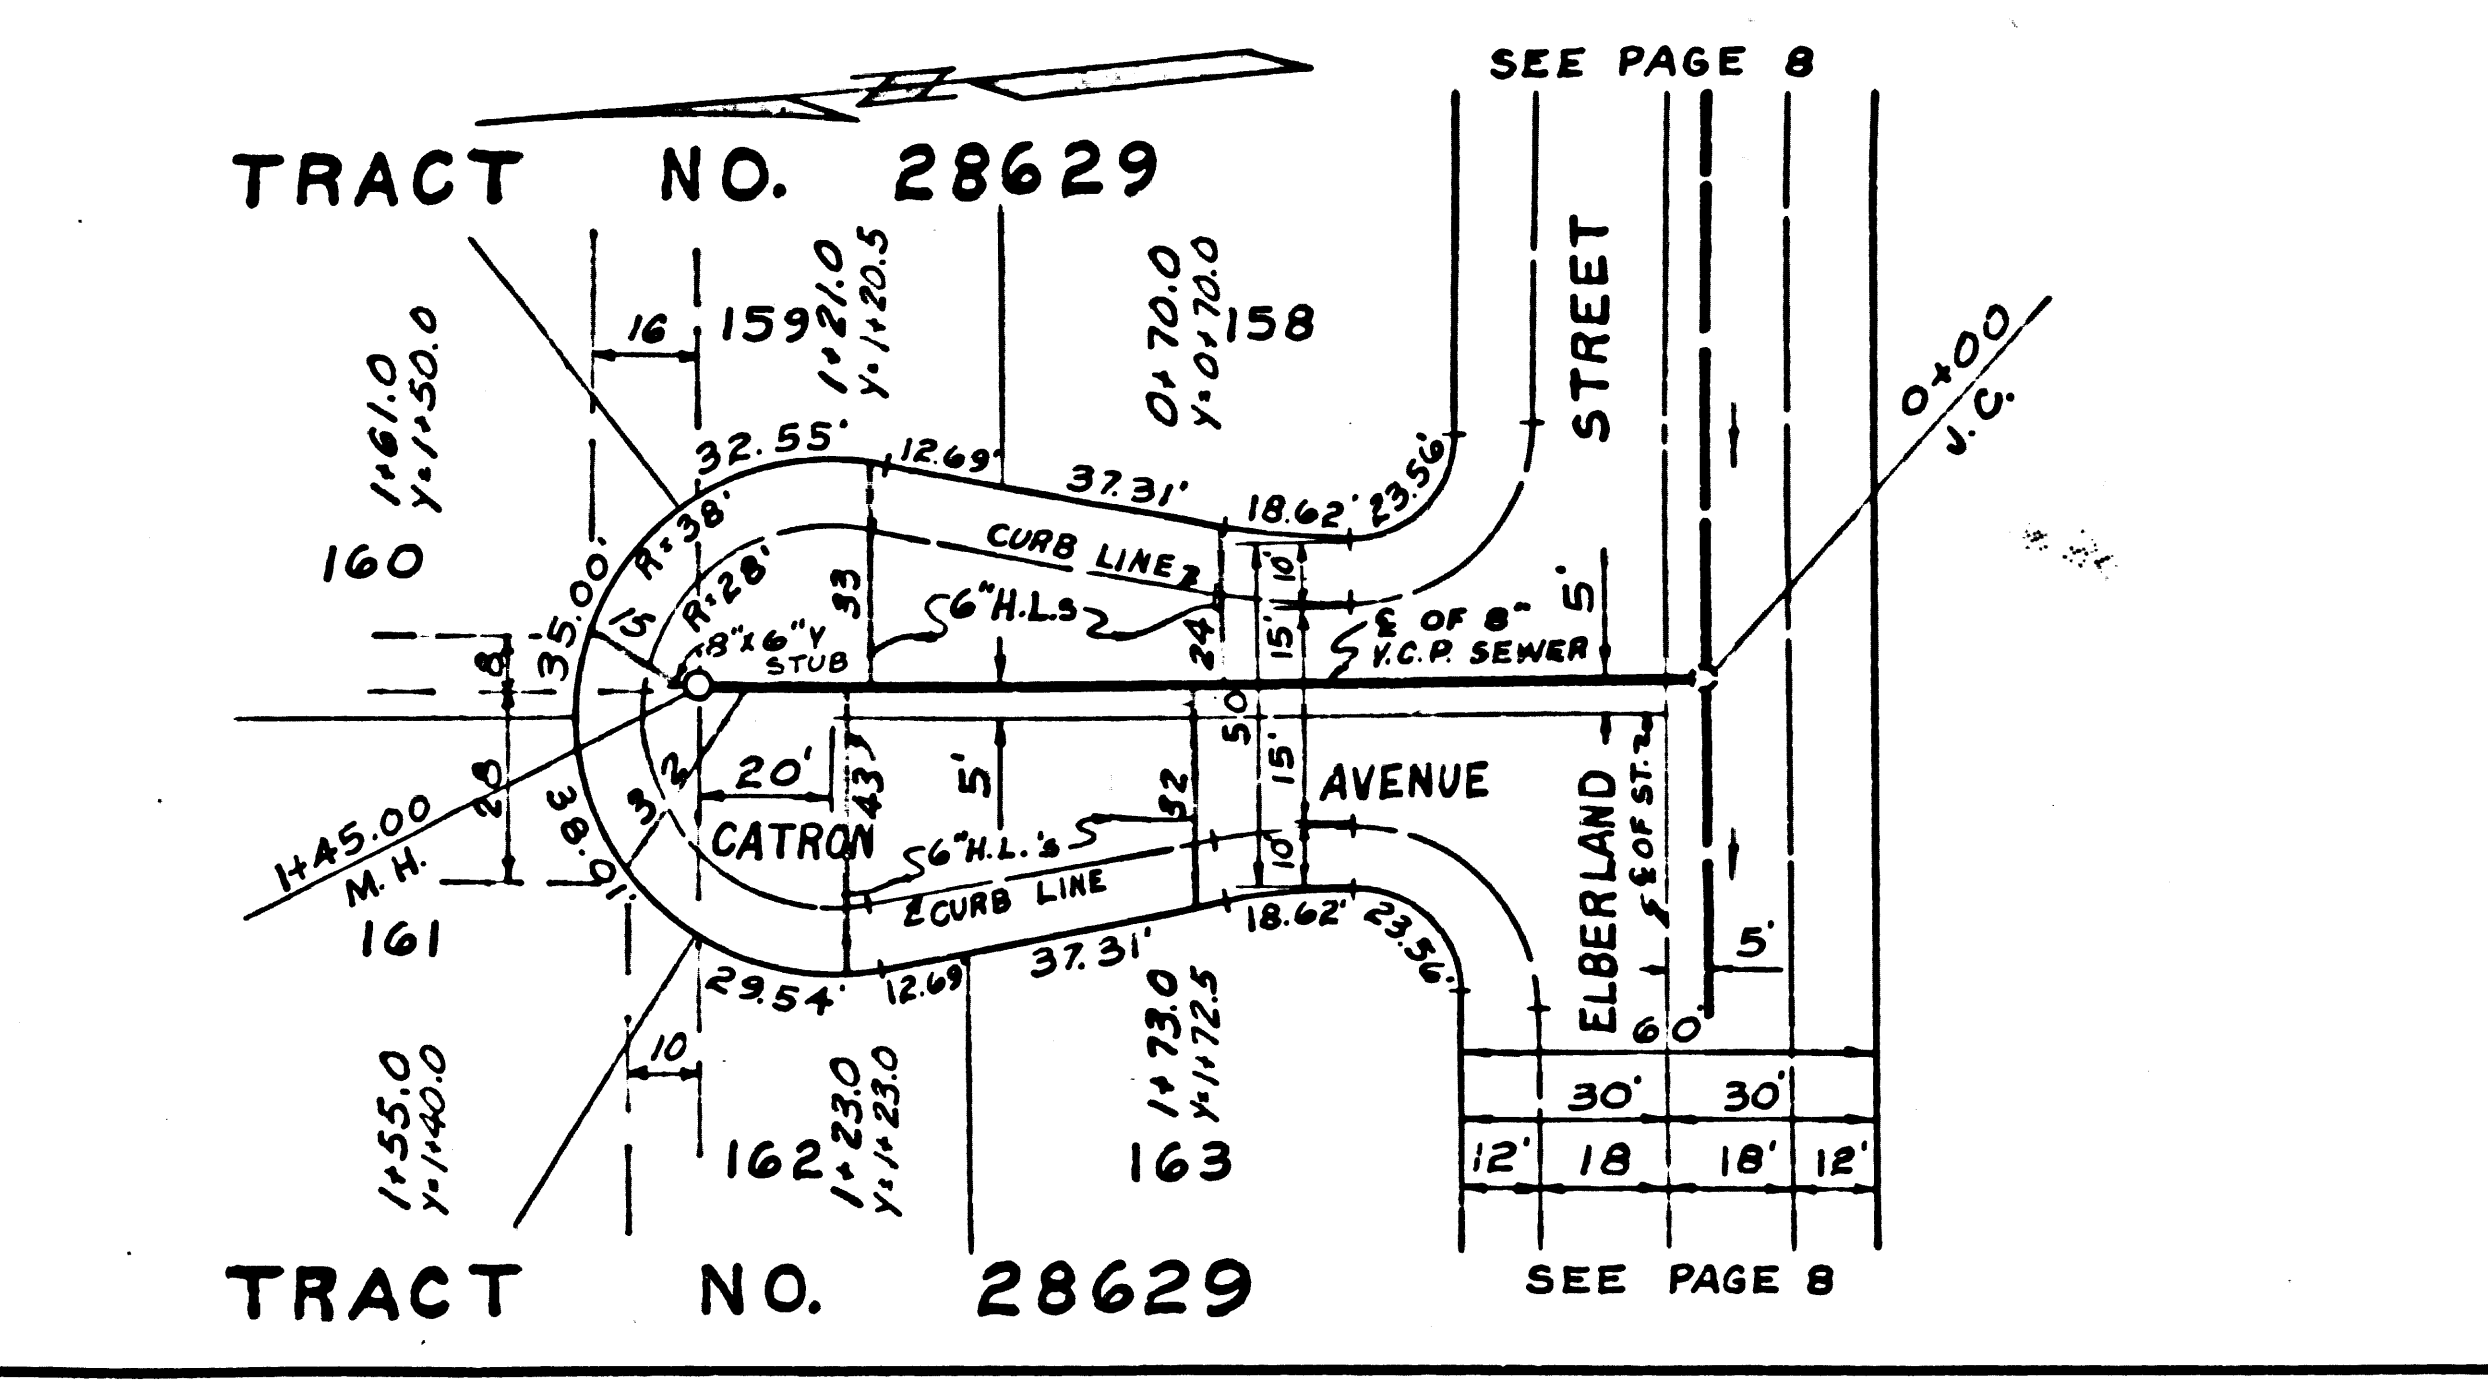 SEE PAGE 8
TRACT NO. 28629
1+61.0
Y=1+50.0
16
159
1+21.0
Y=1+20.5
0+70.0
Y=0+70.0
158
STREET
0+00
J.C.
32.55'
12.69'
37.31'
18.62'
23.56'
160
R=38'
R=28'
35.00'
15
CURB LINE
33
6"H.L.s
24
10'
15'
50
15'
10'
8"X6"Y
STUB
℄ OF 8"
V.C.P. SEWER
5'
8
28
1+45.00
M.H.
32
38.01'
20'
43
5'
32
CATRON AVENUE
6"H.L.'s
CURB LINE
ELBERLAND
℄ OF ST.
5'
161
29.54'
12.69'
37.31'
18.62'
23.56'
1+55.0
Y=1+40.0
10
162
1+23.0
Y=1+23.0
1+73.0
Y=1+72.5
163
60'
30' 30'
12' 18 18' 12'
TRACT NO. 28629
SEE PAGE 8